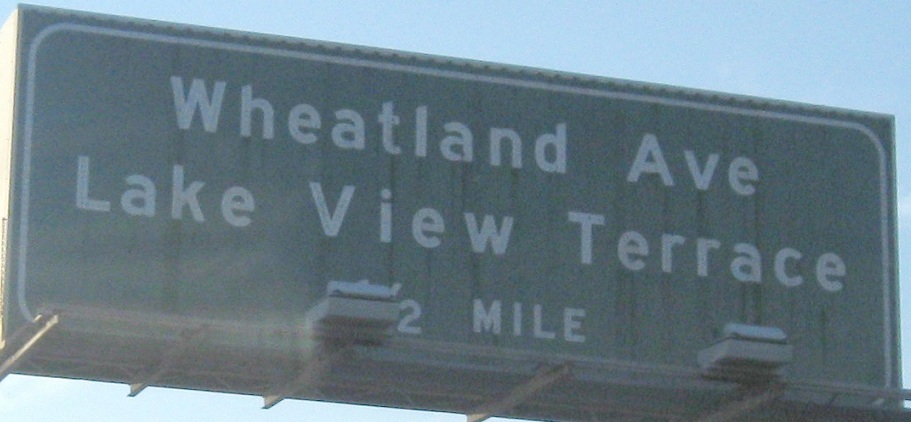 Wheatland Ave
Lake View Terrace
2 MILE